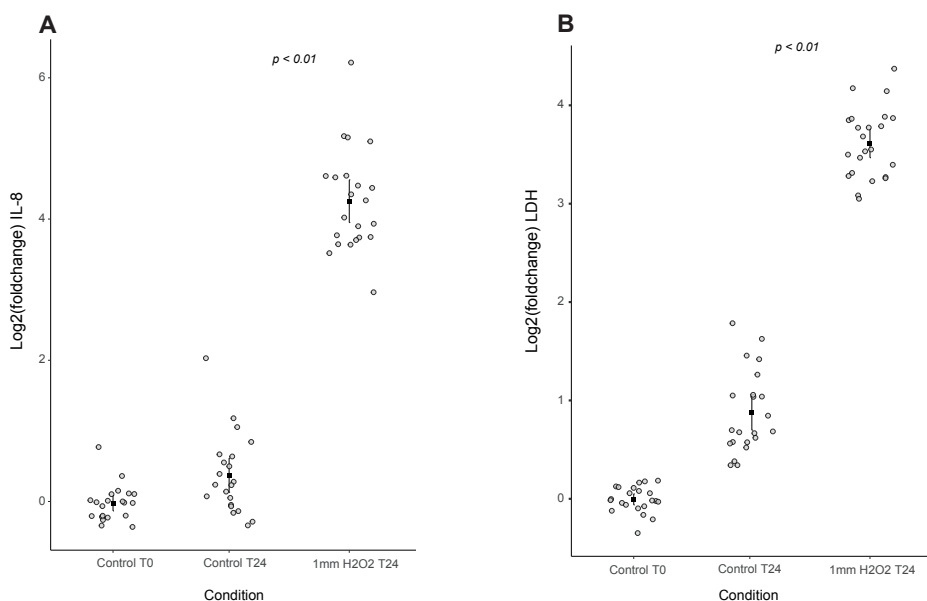 A
p < 0.01
Log2(foldchange) IL-8
6
4
2
0
Control T0
Control T24
1mm H2O2 T24
Condition
B
p < 0.01
Log2(foldchange) LDH
4
3
2
1
0
Control T0
Control T24
1mm H2O2 T24
Condition